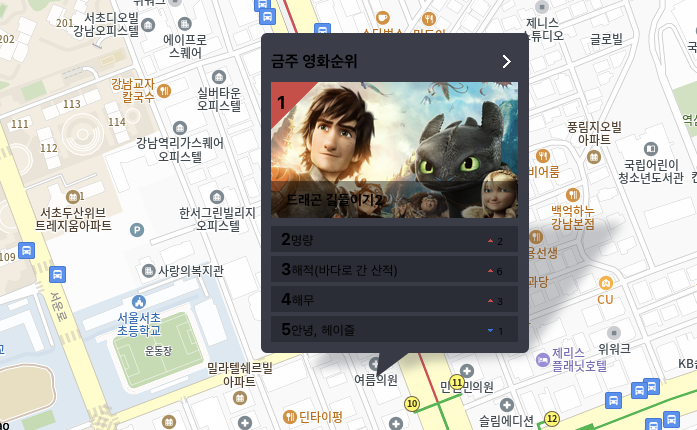 위워크
서초디오빌
강남오피스텔
201
202
에이프로
스퀘어
제니스
스튜디오
글로빌
금주 영화순위
1
드래곤 길들이기2
2명량
2
3해적(바다로 간 산적)
6
4해무
3
5안녕, 헤이즐
1
강남교자
칼국수
실버타운
오피스텔
113
112
111
114
강남역리가스퀘어
오피스텔
풍림지오빌
아파트
국립어린이
청소년도서관
비어룸
백억하누
강남본점
서초두산위브
트레지움아파트
한서그린빌리지
오피스텔
P
109
사랑의복지관
서운로
서울서초
초등학교
운동장
CU
위워크
제리스
플래닛호텔
여름의원
밀라텔쉐르빌
아파트
11
10
12
딘타이펑
슬림에디션